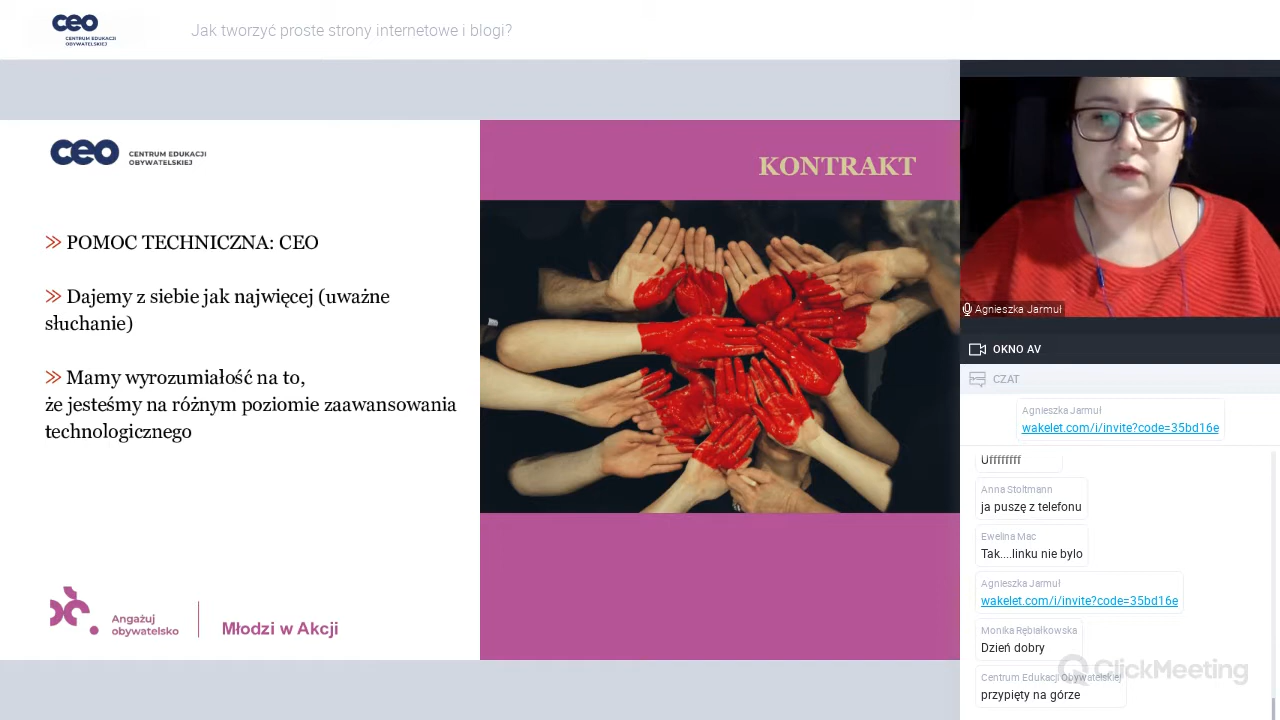 ceo
CENTRUM EDUKACJI
OBYWATELSKIEJ
Jak tworzyć proste strony internetowe i blogi?
ceo
CENTRUM EDUKACJI
OBYWATELSKIEJ
» POMOC TECHNICZNA: CEO
» Dajemy z siebie jak najwięcej (uważne
słuchanie)
» Mamy wyrozumiałość na to,
że jesteśmy na różnym poziomie zaawansowania
technologicznego
Angażuj
obywatelsko
Młodzi w Akcji
KONTRAKT
Agnieszka Jarmuł
OKNO AV
CZAT
Agnieszka Jarmuł
wakelet.com/i/invite?code=35bd16e
Uffffffff
Anna Stoltmann
ja puszę z telefonu
Ewelina Mac
Tak....linku nie bylo
Agnieszka Jarmuł
wakelet.com/i/invite?code=35bd16e
Monika Rębiałkowska
Dzień dobry
Centrum Edukacji Obywatelskiej
przypięty na górze
ClickMeeting